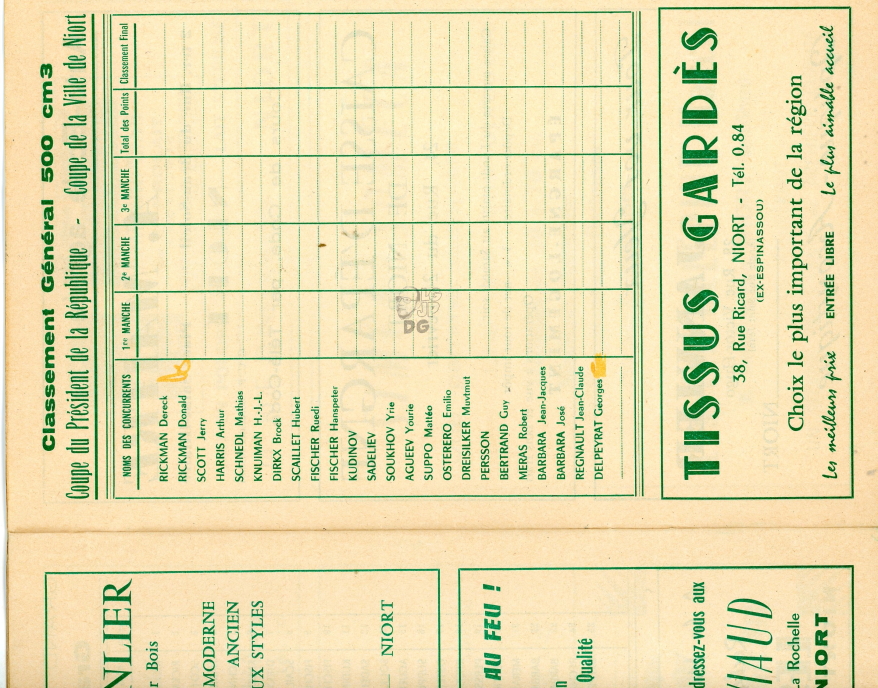 Classement Général 500 cm3
Coupe du Président de la République - Coupe de la Ville de Niort
NOMS DES CONCURRENTS 1re MANCHE 2e MANCHE 3e MANCHE Total des Points Classement Final
RICKMAN Dereck
RICKMAN Donald
SCOTT Jerry
HARRIS Arthur
SCHNEDL Mathias
KNUIMAN H.-J.-L.
DIRKX Brock
SCAILLET Hubert
FISCHER Ruedi
FISCHER Hanspeter
KUDINOV
SADELIEV
SOUKHOV Yrie
AGUEEV Yourie
SUPPO Mattéo
OSTERERO Emilio
DREISILKER Muvtmut
PERSSON
BERTRAND Guy
MERAS Robert
BARBARA Jean-Jacques
BARBARA José
REGNAULT Jean-Claude
DELPEYRAT Georges
DG
TISSUS GARDÈS
38, Rue Ricard, NIORT - Tél. 0.84
(EX-ESPINASSOU)
Choix le plus important de la région
Les meilleurs prix ENTRÉE LIBRE Le plus aimable accueil
NLIER
r Bois
MODERNE
ANCIEN
UX STYLES
NIORT
AU FEU !
n
Qualité
dressez-vous aux
IAUD
La Rochelle
NIORT